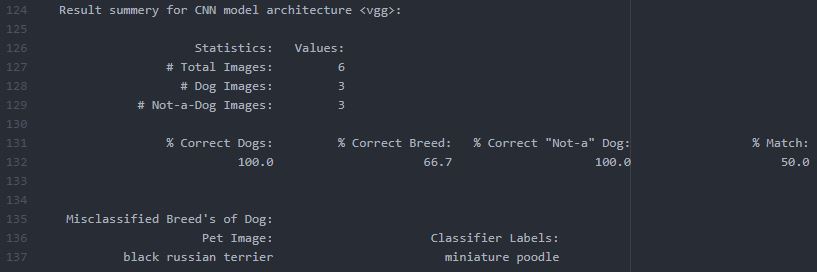 124 Result summery for CNN model architecture <vgg>:
125
126 Statistics: Values:
127 # Total Images: 6
128 # Dog Images: 3
129 # Not-a-Dog Images: 3
130
131 % Correct Dogs: % Correct Breed: % Correct "Not-a" Dog: % Match:
132 100.0 66.7 100.0 50.0
133
134
135 Misclassified Breed's of Dog:
136 Pet Image: Classifier Labels:
137 black russian terrier miniature poodle